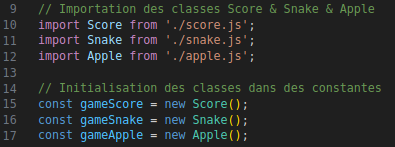 9 // Importation des classes Score & Snake & Apple
10 import Score from './score.js';
11 import Snake from './snake.js';
12 import Apple from './apple.js';
13
14 // Initialisation des classes dans des constantes
15 const gameScore = new Score();
16 const gameSnake = new Snake();
17 const gameApple = new Apple();